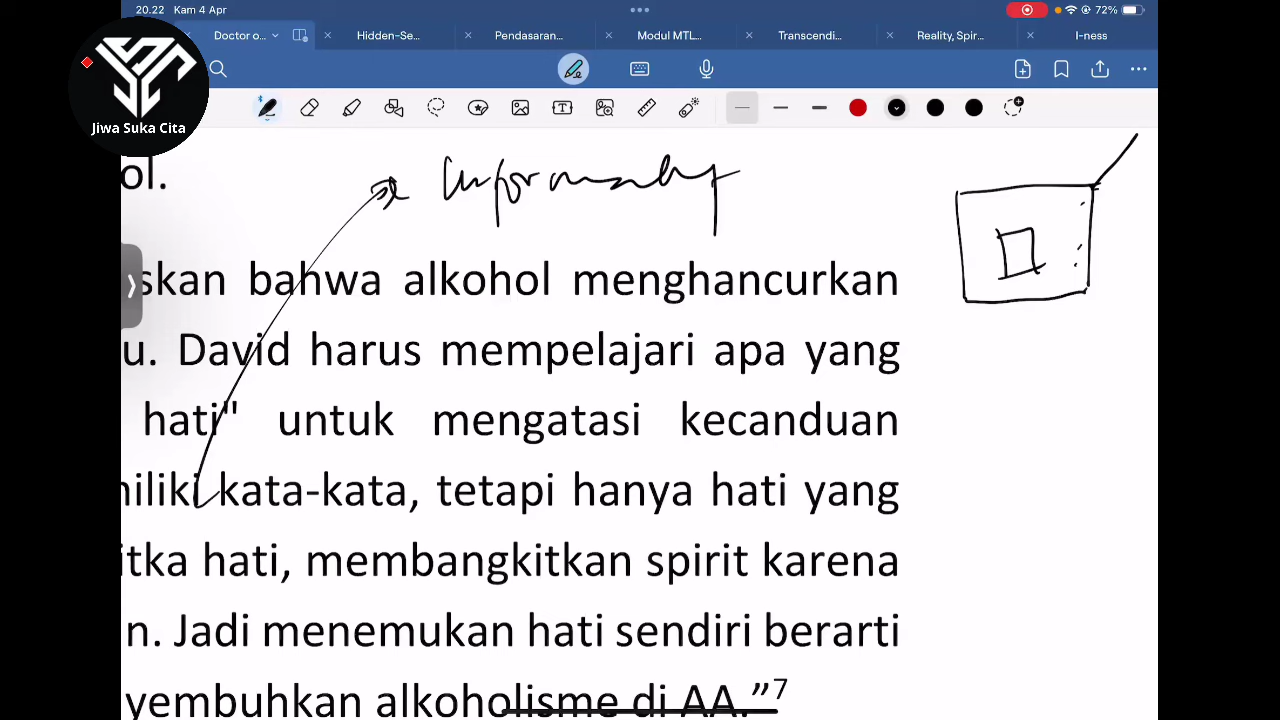 20.22 Kam 4 Apr
72%
Doctor o...
Hidden-Se...
Pendasaran...
Modul MTL...
Transcendi...
Reality, Spir...
I-ness
Jiwa Suka Cita
ol.
skan bahwa alkohol menghancurkan
u. David harus mempelajari apa yang
hati" untuk mengatasi kecanduan
niliki kata-kata, tetapi hanya hati yang
itka hati, membangkitkan spirit karena
n. Jadi menemukan hati sendiri berarti
yembuhkan alkoholisme di AA.”7